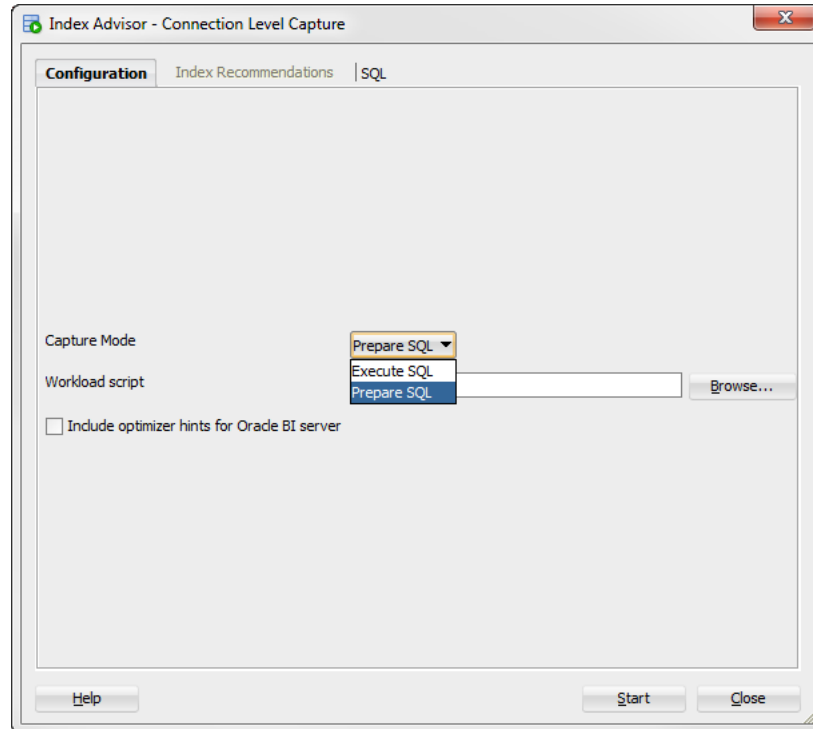 Index Advisor - Connection Level Capture
Configuration Index Recommendations SQL
Capture Mode Prepare SQL
Execute SQL
Workload script Prepare SQL Browse...
Include optimizer hints for Oracle BI server
Help Start Close